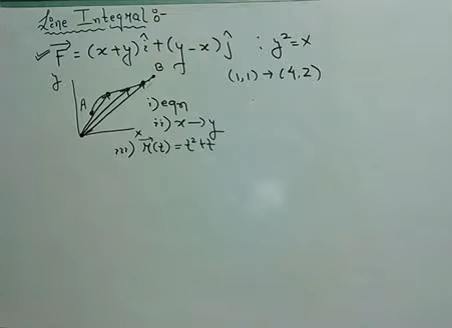 Line Integral :-
F⃗ = (x+y)î + (y-x)ĵ : y²=x
(1,1) → (4,2)
y
B
A
x
i) eqn
ii) x → y
iii) r⃗(t) = t²+t